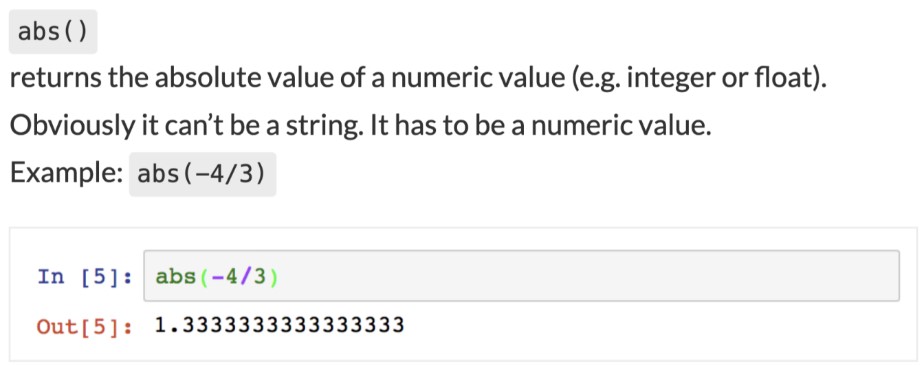 abs()
returns the absolute value of a numeric value (e.g. integer or float).
Obviously it can’t be a string. It has to be a numeric value.
Example: abs(-4/3)
In [5]: abs(-4/3)
Out[5]: 1.3333333333333333